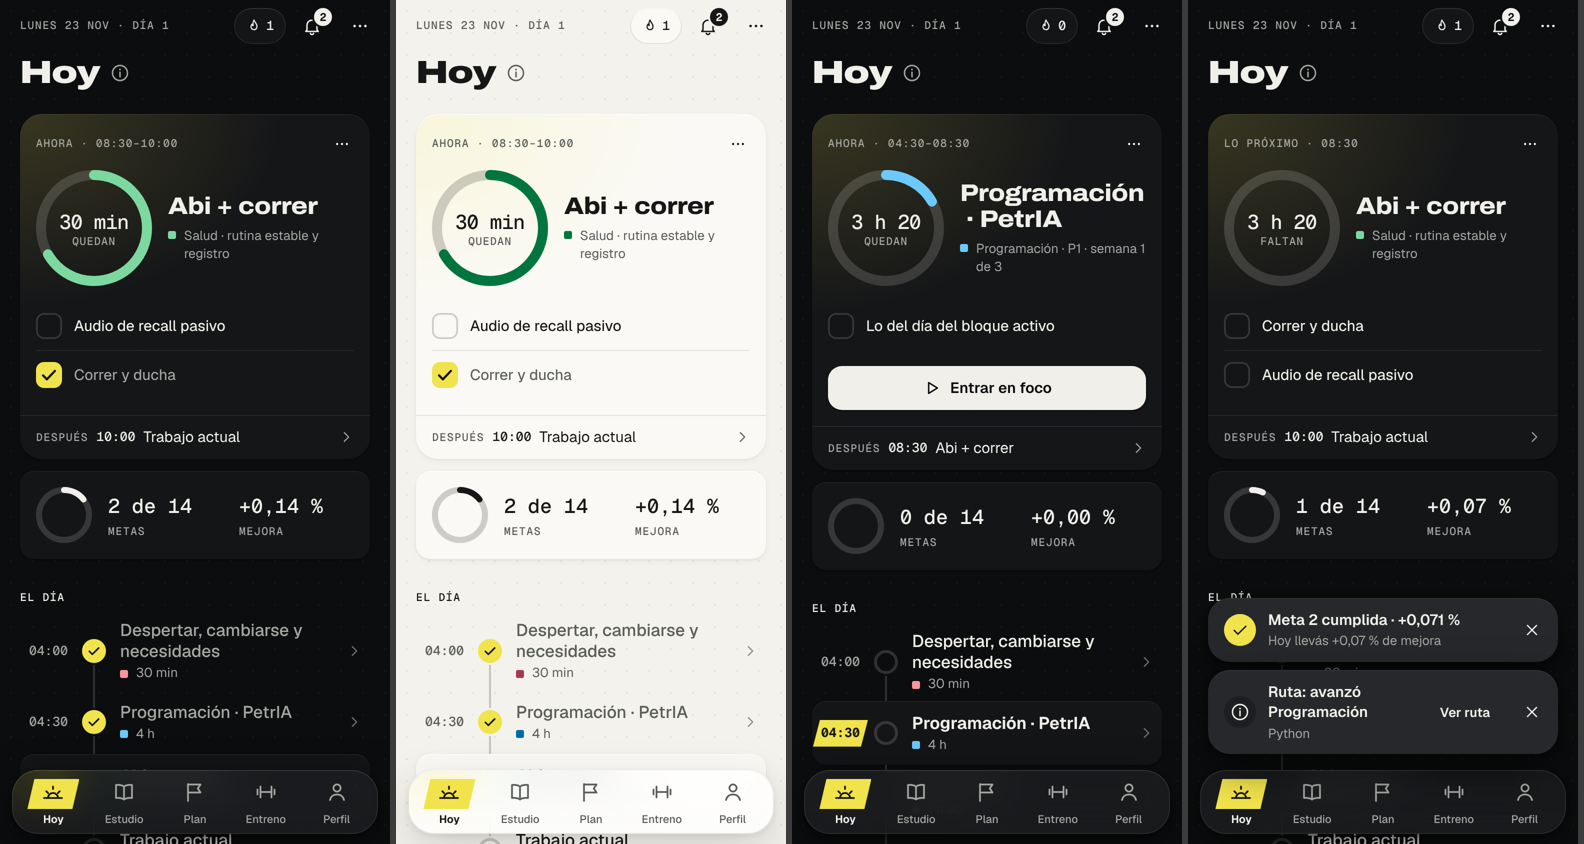 LUNES 23 NOV · DÍA 1
1
2
Hoy
AHORA · 08:30-10:00
30 min
QUEDAN
Abi + correr
Salud · rutina estable y
registro
Audio de recall pasivo
Correr y ducha
DESPUÉS 10:00 Trabajo actual
2 de 14
METAS
+0,14 %
MEJORA
EL DÍA
04:00
Despertar, cambiarse y
necesidades
30 min
04:30
Programación · PetrIA
4 h
Hoy
Estudio
Plan
Entreno
Perfil
Trabajo actual
LUNES 23 NOV · DÍA 1
1
2
Hoy
AHORA · 08:30-10:00
30 min
QUEDAN
Abi + correr
Salud · rutina estable y
registro
Audio de recall pasivo
Correr y ducha
DESPUÉS 10:00 Trabajo actual
2 de 14
METAS
+0,14 %
MEJORA
EL DÍA
04:00
Despertar, cambiarse y
necesidades
30 min
04:30
Programación · PetrIA
4 h
Hoy
Estudio
Plan
Entreno
Perfil
Trabajo actual
LUNES 23 NOV · DÍA 1
0
2
Hoy
AHORA · 04:30-08:30
3 h 20
QUEDAN
Programación
· PetrIA
Programación · P1 · semana 1
de 3
Lo del día del bloque activo
Entrar en foco
DESPUÉS 08:30 Abi + correr
0 de 14
METAS
+0,00 %
MEJORA
EL DÍA
04:00
Despertar, cambiarse y
necesidades
30 min
04:30
Programación · PetrIA
4 h
Hoy
Estudio
Plan
Entreno
Perfil
LUNES 23 NOV · DÍA 1
1
2
Hoy
LO PRÓXIMO · 08:30
3 h 20
FALTAN
Abi + correr
Salud · rutina estable y
registro
Correr y ducha
Audio de recall pasivo
DESPUÉS 10:00 Trabajo actual
1 de 14
METAS
+0,07 %
MEJORA
EL DÍA
Meta 2 cumplida · +0,071 %
Hoy llevás +0,07 % de mejora
Ruta: avanzó
Programación
Python
Ver ruta
Hoy
Estudio
Plan
Entreno
Perfil
Trabajo actual